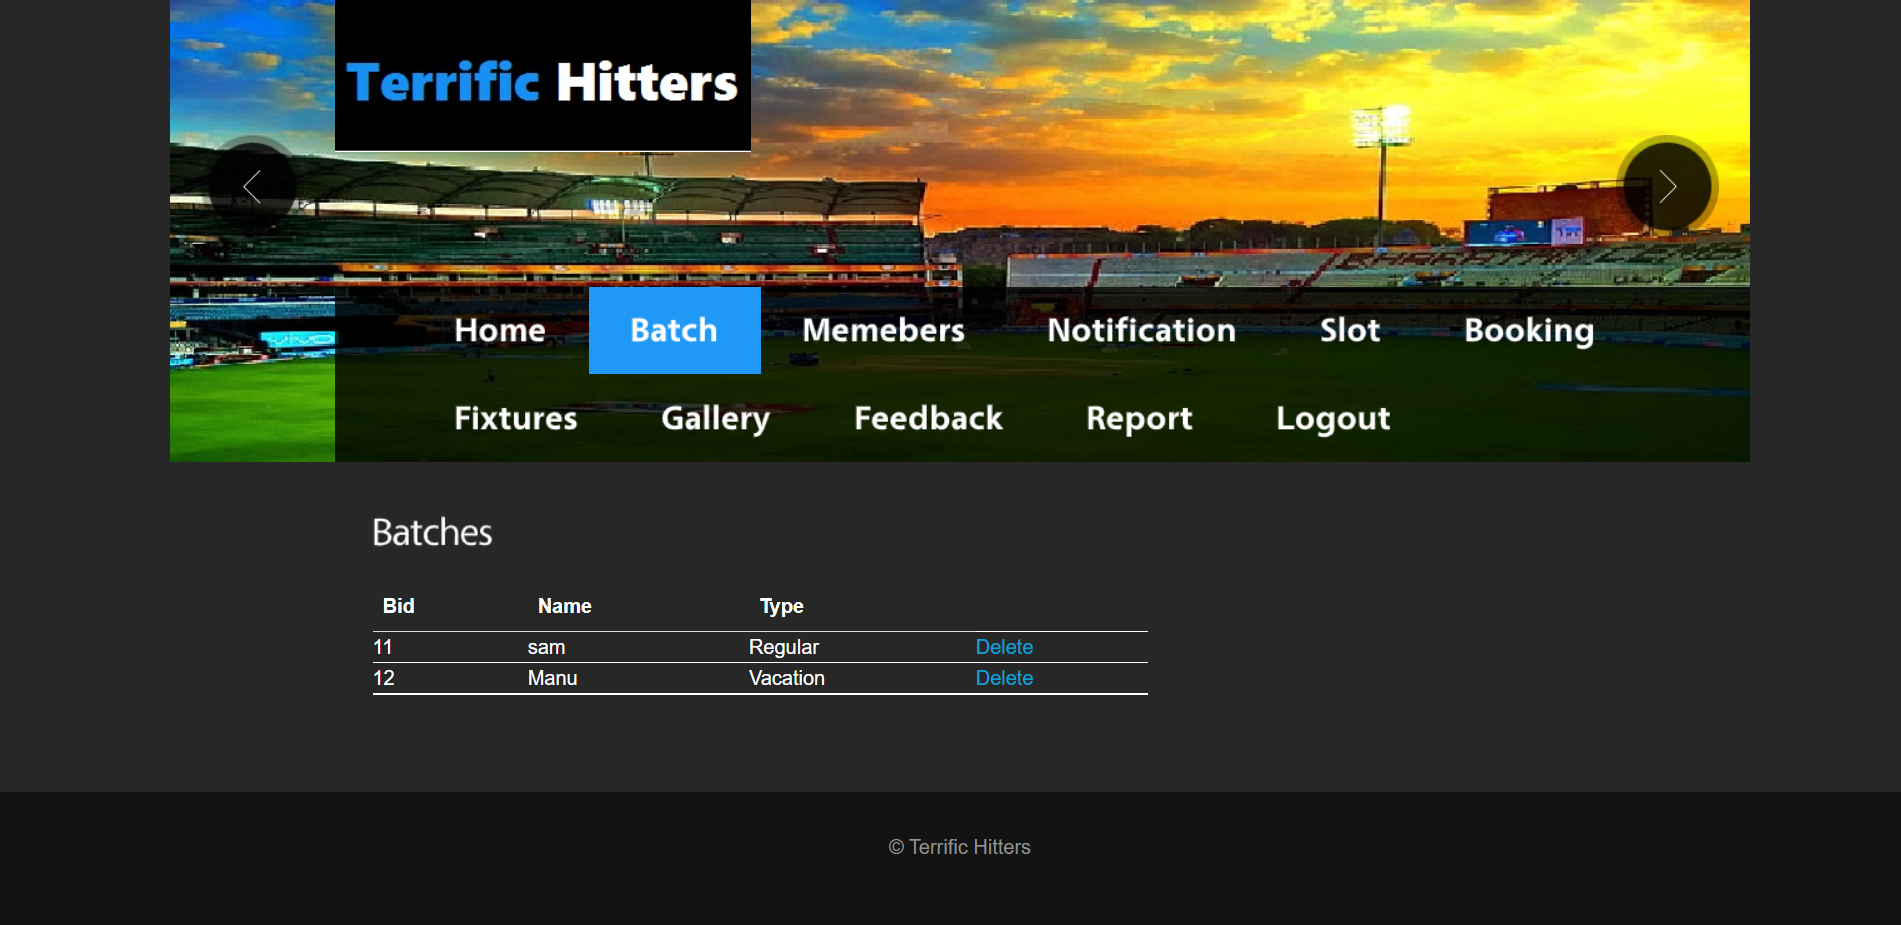 Terrific Hitters
Home Batch Memebers Notification Slot Booking
Fixtures Gallery Feedback Report Logout
Batches
Bid Name Type
11 sam Regular Delete
12 Manu Vacation Delete
© Terrific Hitters